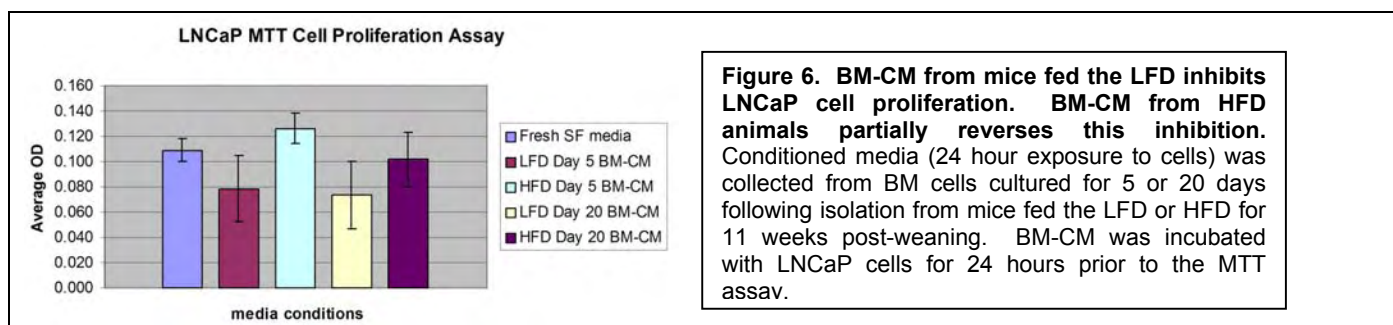 LNCaP MTT Cell Proliferation Assay
0.160
0.140
0.120
0.100
0.080
0.060
0.040
0.020
0.000
Average OD
media conditions
Fresh SF media
LFD Day 5 BM-CM
HFD Day 5 BM-CM
LFD Day 20 BM-CM
HFD Day 20 BM-CM
Figure 6. BM-CM from mice fed the LFD inhibits
LNCaP cell proliferation. BM-CM from HFD
animals partially reverses this inhibition.
Conditioned media (24 hour exposure to cells) was
collected from BM cells cultured for 5 or 20 days
following isolation from mice fed the LFD or HFD for
11 weeks post-weaning. BM-CM was incubated
with LNCaP cells for 24 hours prior to the MTT
assay.